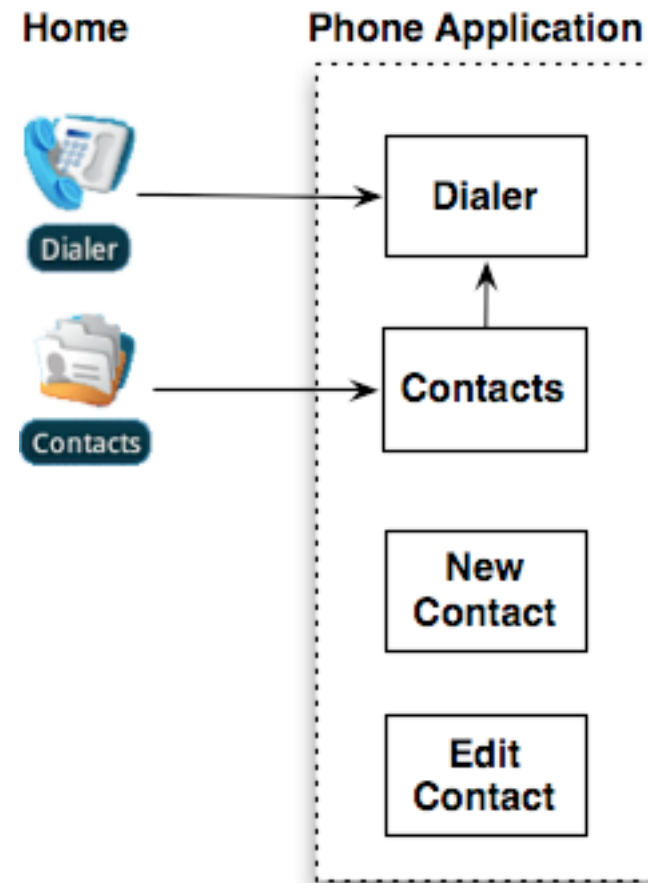 Home
Phone Application
Dialer
Dialer
Contacts
Contacts
New
Contact
Edit
Contact